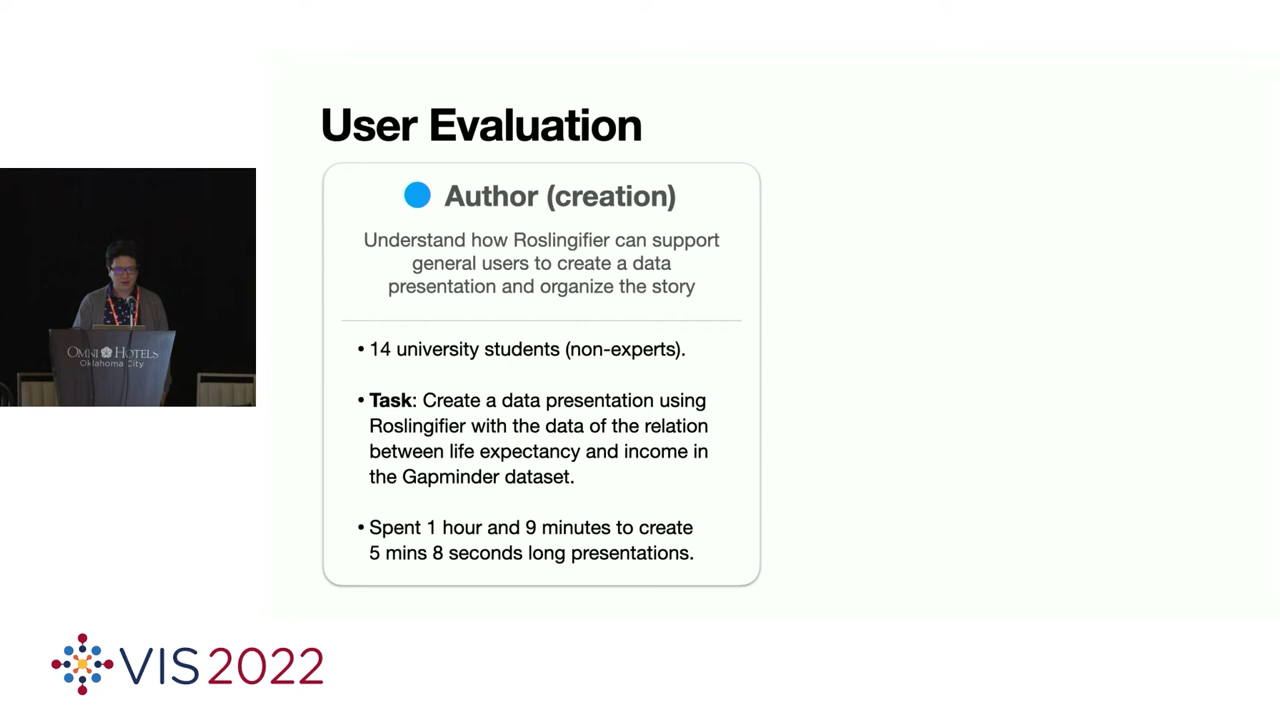 User Evaluation
Author (creation)
Understand how Roslingifier can support
general users to create a data
presentation and organize the story
• 14 university students (non-experts).
• Task: Create a data presentation using
Roslingifier with the data of the relation
between life expectancy and income in
the Gapminder dataset.
• Spent 1 hour and 9 minutes to create
5 mins 8 seconds long presentations.
OMNI HOTELS
Oklahoma City
VIS2022